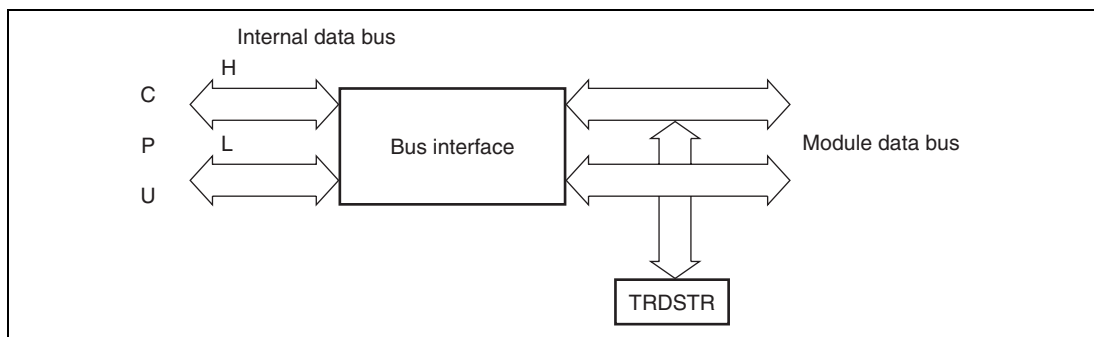 Internal data bus
H
C
P
U
L
Bus interface
Module data bus
TRDSTR